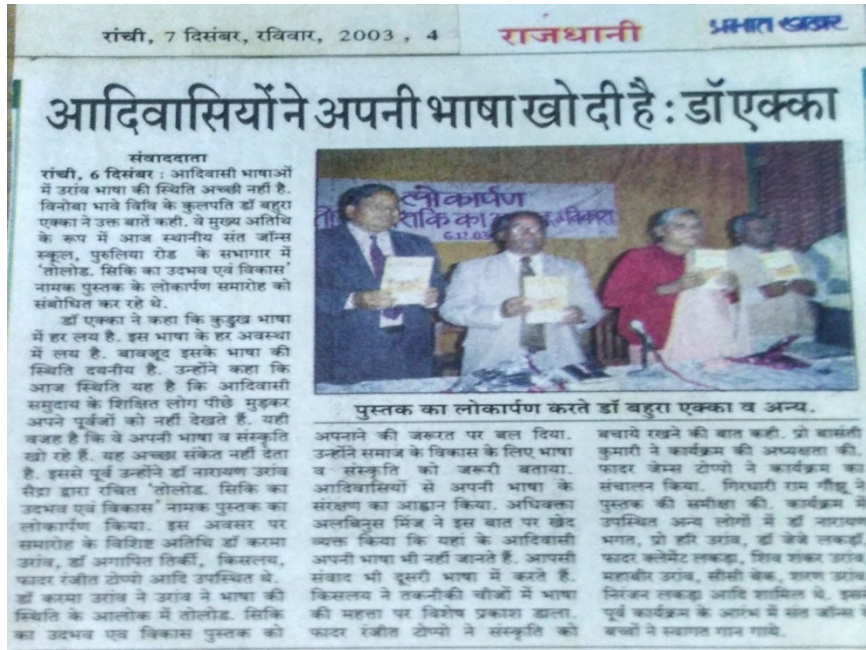 रांची, 7 दिसंबर, रविवार, 2003, 4
राजधानी
प्रभात खबर
आदिवासियों ने अपनी भाषा खो दी है : डॉ एक्का
संवाददाता
रांची, 6 दिसंबर : आदिवासी भाषाओं
में उरांव भाषा की स्थिति अच्छी नहीं है.
विनोबा भावे विवि के कुलपति डॉ बहुरा
एक्का ने उक्त बातें कही. वे मुख्य अतिथि
के रूप में आज स्थानीय संत जॉन्स
स्कूल, पुरुलिया रोड के सभागार में
'तोलोड. सिकि का उदभव एवं विकास'
नामक पुस्तक के लोकार्पण समारोह को
संबोधित कर रहे थे.
डॉ एक्का ने कहा कि कुड़ुख भाषा
में हर लय है. इस भाषा के हर अवस्था
में लय है. बावजूद इसके भाषा की
स्थिति दयनीय है. उन्होंने कहा कि
आज स्थिति यह है कि आदिवासी
समुदाय के शिक्षित लोग पीछे मुड़कर
अपने पूर्वजों को नहीं देखते हैं. यही
वजह है कि वे अपनी भाषा व संस्कृति
खो रहे हैं. यह अच्छा संकेत नहीं देता
है. इससे पूर्व उन्होंने डॉ नारायण उरांव
सैंदा द्वारा रचित 'तोलोड. सिकि का
उदभव एवं विकास' नामक पुस्तक का
लोकार्पण किया. इस अवसर पर
समारोह के विशिष्ट अतिथि डॉ करमा
उरांव, डॉ अगापित तिर्की, किसलय,
फादर रंजीत टोप्पो आदि उपस्थित थे.
डॉ करमा उरांव ने उरांव ने भाषा की
स्थिति के आलोक में तोलोड. सिकि
का उदभव एव विकास पुस्तक को
लोकार्पण
सिकि का
विकास
6.12.03
पुस्तक का लोकार्पण करते डॉ बहुरा एक्का व अन्य.
अपनाने की जरूरत पर बल दिया.
उन्होंने समाज के विकास के लिए भाषा
व संस्कृति को जरूरी बताया.
आदिवासियों से अपनी भाषा के
संरक्षण का आह्वान किया. अधिवक्ता
अलबिनुस मिंज ने इस बात पर खेद
व्यक्त किया कि यहां के आदिवासी
अपनी भाषा भी नहीं जानते हैं. आपसी
संवाद भी दूसरी भाषा में करते हैं.
किसलय ने तकनीकी चीजों में भाषा
की महत्ता पर विशेष प्रकाश डाला.
फादर रंजीत टोप्पो ने संस्कृति को
बचाये रखने की बात कही. प्रो बासंती
कुमारी ने कार्यक्रम की अध्यक्षता की.
फादर जेम्स टोप्पो ने कार्यक्रम का
संचालन किया. गिरधारी राम गौंझू ने
पुस्तक की समीक्षा की. कार्यक्रम में
उपस्थित अन्य लोगों में डॉ नारायण
भगत, प्रो हरि उरांव, डॉ जेजे लकड़ा,
फादर क्लेमेंट लकड़ा, शिव शंकर उरांव
महाबीर उरांव, सीसी बेक, शरण उरांव
निरंजन लकड़ा आदि शामिल थे. इस
पूर्व कार्यक्रम के आरंभ में संत जॉन्स
बच्चों ने स्वागत गान गाये.